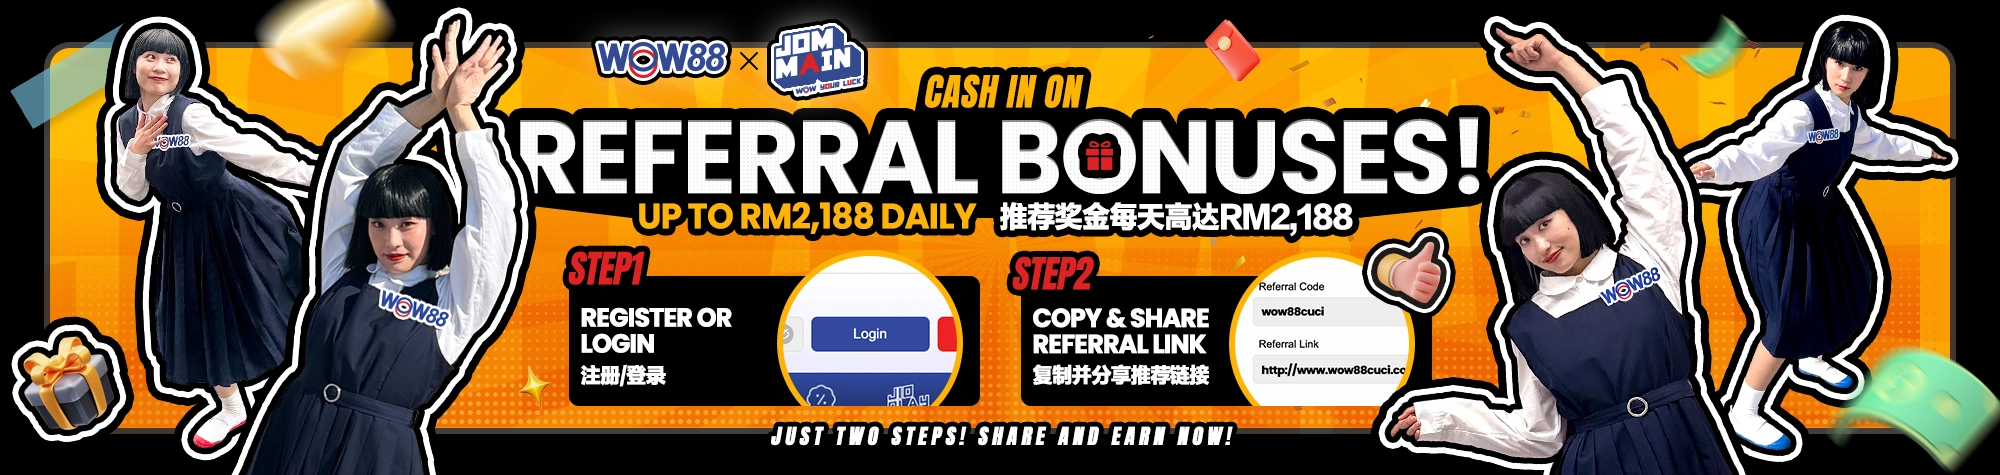 WOW88 × JOM MAIN
WOW YOUR LUCK
CASH IN ON
REFERRAL BONUSES!
UP TO RM2,188 DAILY 推荐奖金每天高达RM2,188
STEP1
REGISTER OR
LOGIN
注册/登录
Login
STEP2
COPY & SHARE
REFERRAL LINK
复制并分享推荐链接
Referral Code
wow88cuci
Referral Link
http://www.wow88cuci.co
JUST TWO STEPS! SHARE AND EARN NOW!
WOW88
WOW88
WOW88
WOW88